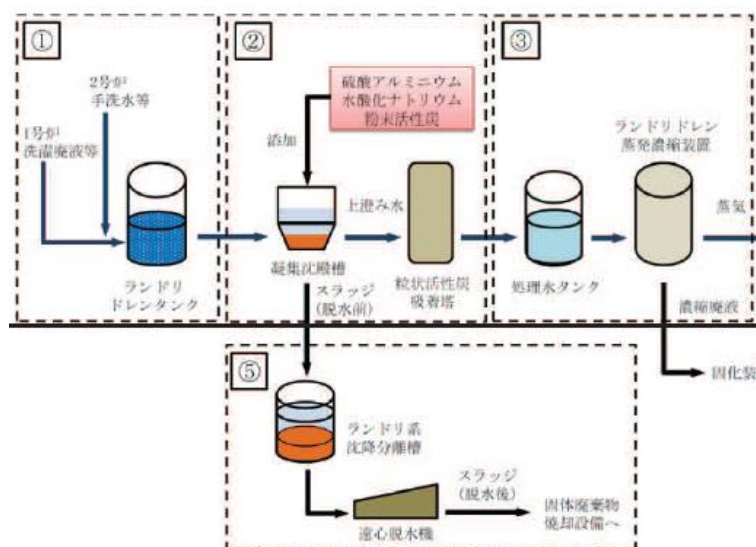 ①
2号炉
手洗水等
1号炉
洗濯廃液等
ランドリ
ドレンタンク
②
硫酸アルミニウム
水酸化ナトリウム
粉末活性炭
添加
上澄み水
凝集沈殿槽
スラッジ
(脱水前)
粒状活性炭
吸着塔
③
ランドリドレン
蒸発濃縮装置
蒸気
処理水タンク
濃縮廃液
固化装
⑤
ランドリ系
沈降分離槽
スラッジ
(脱水後)
遠心脱水機
固体廃棄物
焼却設備へ